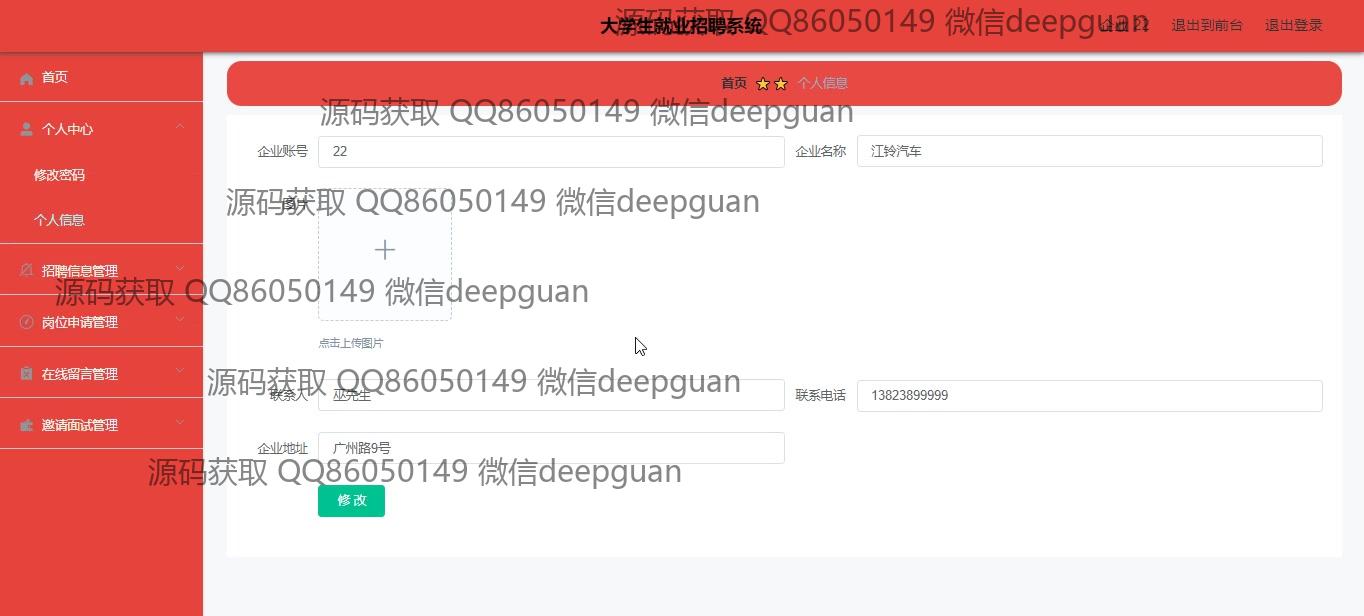 大学生就业招聘系统
源码获取 QQ86050149 微信deepguan
企业 22 退出到前台 退出登录
首页
个人中心
修改密码
个人信息
招聘信息管理
岗位申请管理
在线留言管理
邀请面试管理
首页 个人信息
源码获取 QQ86050149 微信deepguan
企业账号 22 企业名称 江铃汽车
源码获取 QQ86050149 微信deepguan
图片
源码获取 QQ86050149 微信deepguan
点击上传图片
源码获取 QQ86050149 微信deepguan
联系人 巫先生 联系电话 13823899999
企业地址 广州路9号
源码获取 QQ86050149 微信deepguan
修改